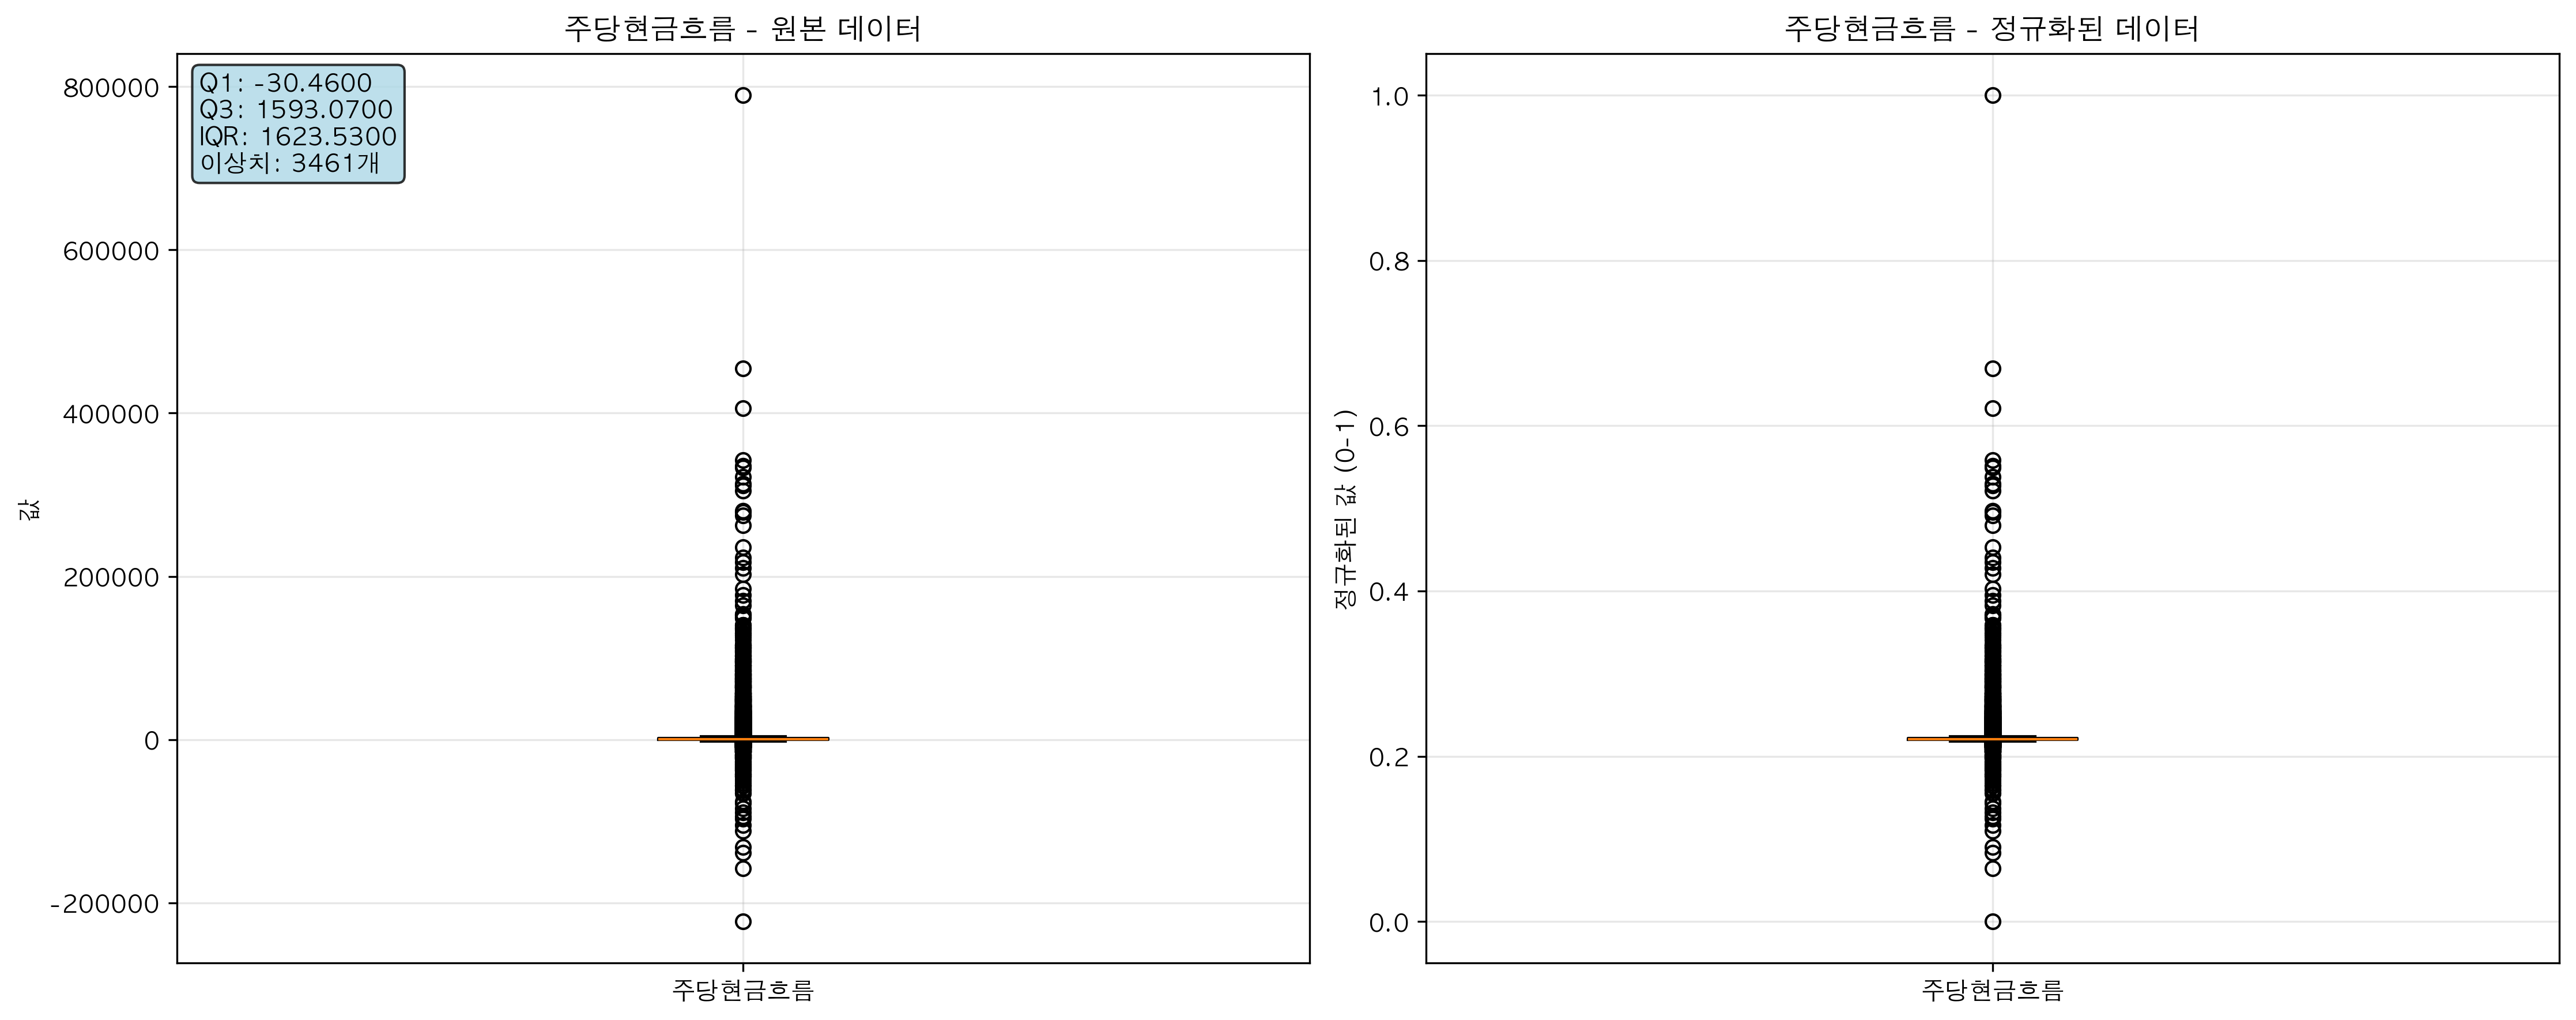 주당현금흐름 - 원본 데이터
Q1: -30.4600
Q3: 1593.0700
IQR: 1623.5300
이상치: 3461개
800000
600000
400000
200000
0
-200000
값
주당현금흐름
주당현금흐름 - 정규화된 데이터
1.0
0.8
0.6
0.4
0.2
0.0
정규화된 값 (0-1)
주당현금흐름